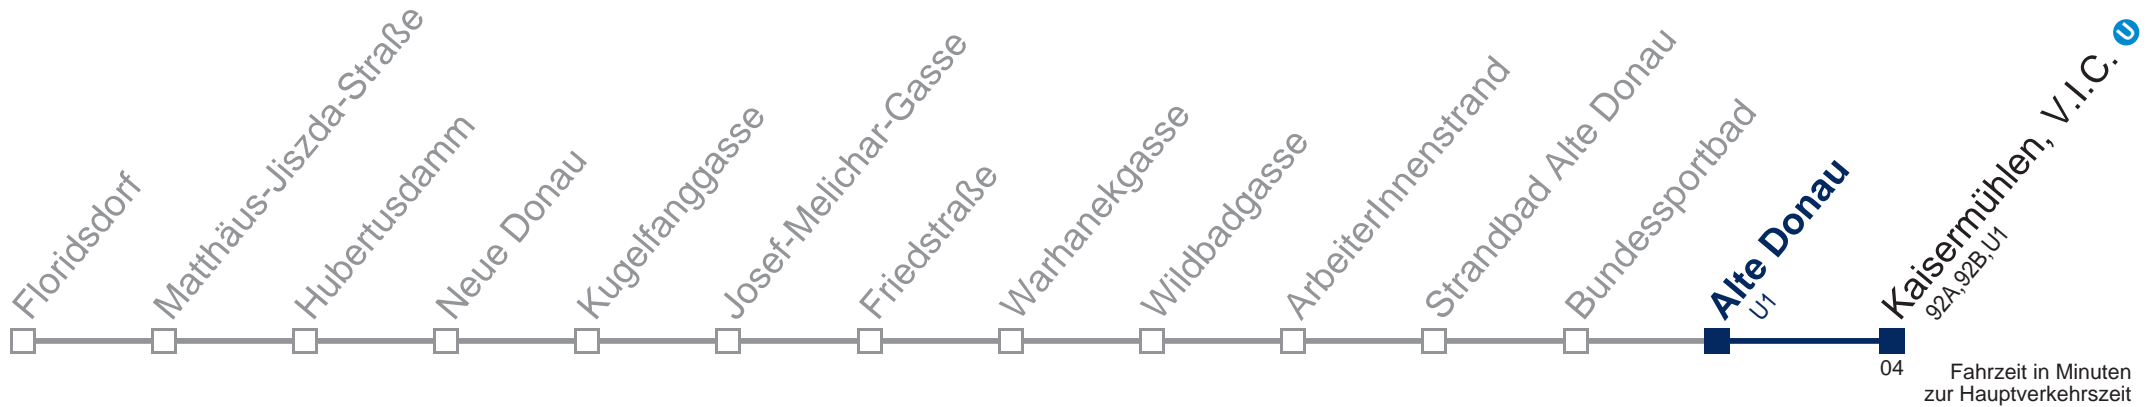 Floridsdorf
Matthäus-Jiszda-Straße
Hubertusdamm
Neue Donau
Kugelfanggasse
Josef-Melichar-Gasse
Friedstraße
Warhanekgasse
Wildbadgasse
ArbeiterInnenstrand
Strandbad Alte Donau
Bundessportbad
Alte Donau
U1
Kaisermühlen, V.I.C. U
92A,92B,U1
04
Fahrzeit in Minuten
zur Hauptverkehrszeit